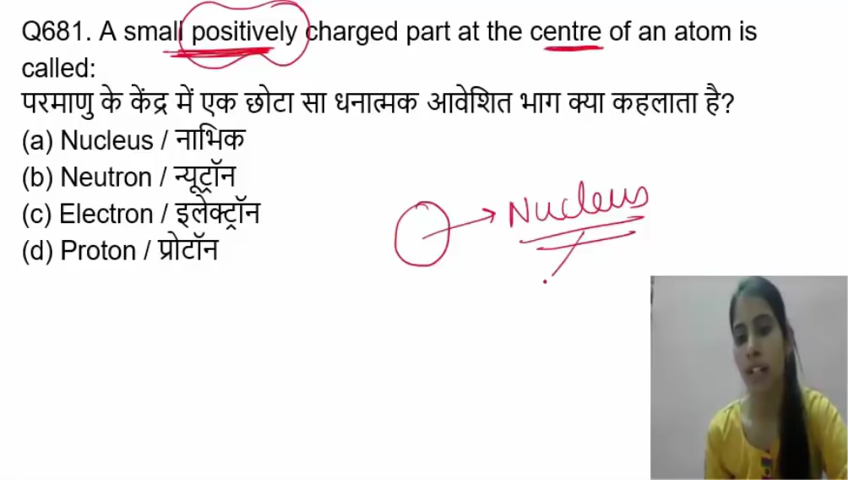 Q681. A small positively charged part at the centre of an atom is
called:
परमाणु के केंद्र में एक छोटा सा धनात्मक आवेशित भाग क्या कहलाता है?
(a) Nucleus / नाभिक
(b) Neutron / न्यूट्रॉन
(c) Electron / इलेक्ट्रॉन
(d) Proton / प्रोटॉन
Nucleus